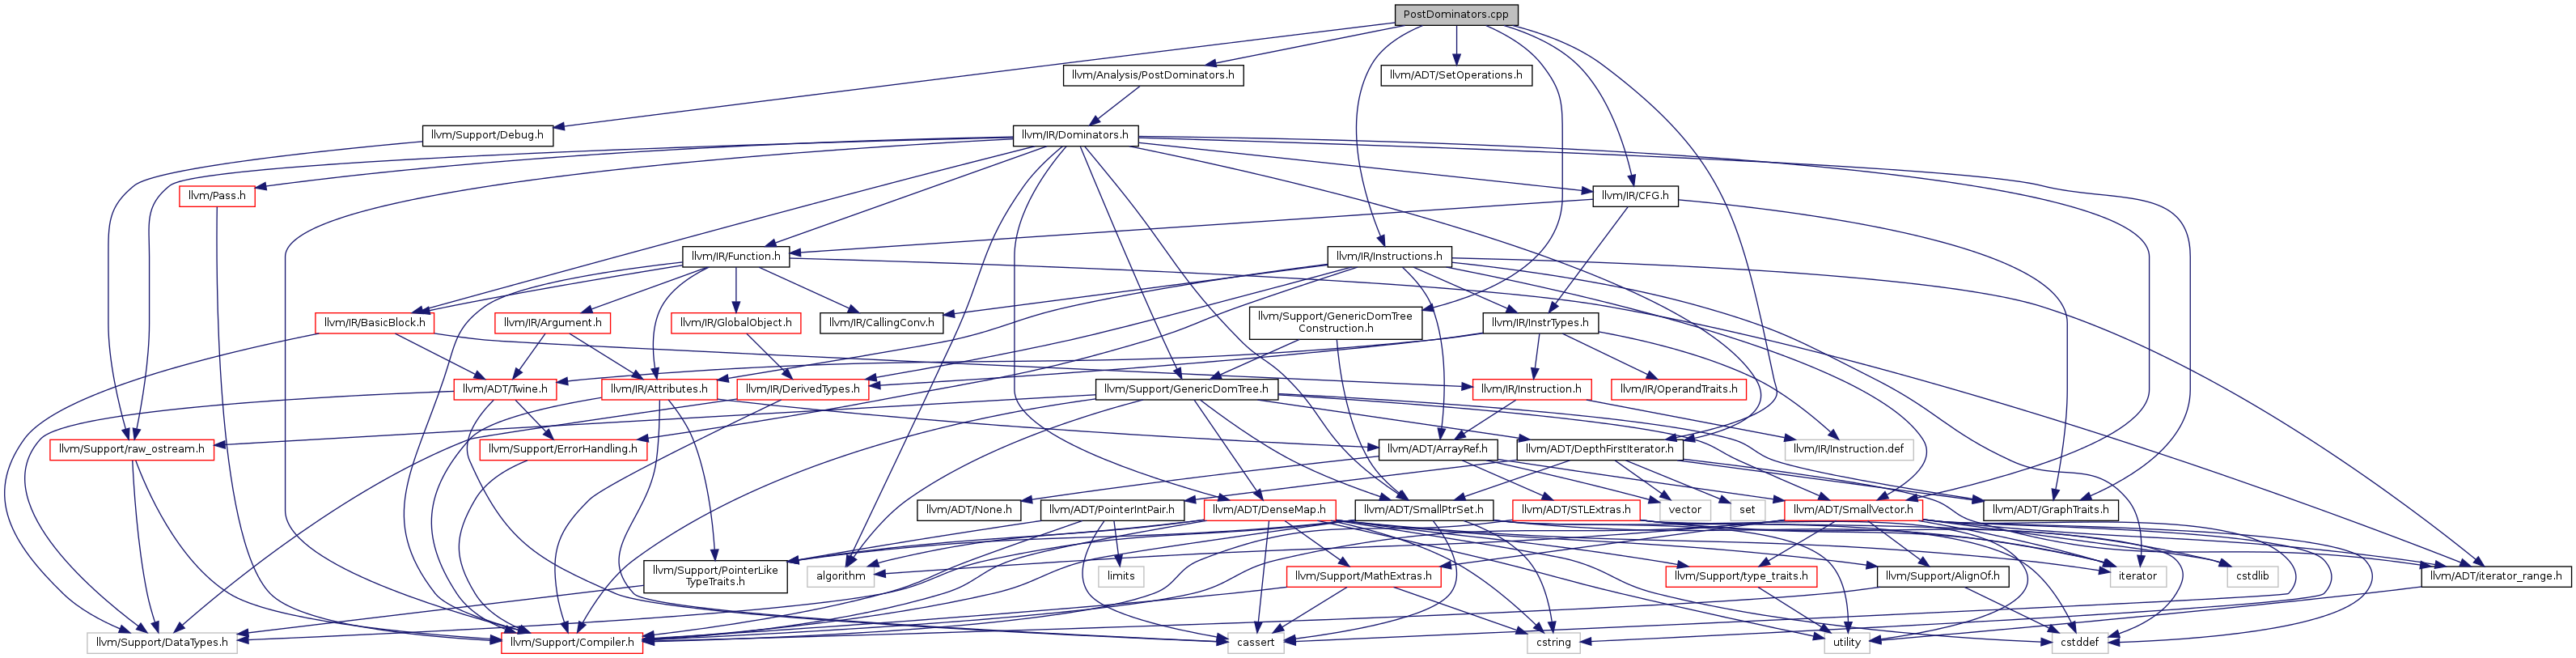 PostDominators.cpp
llvm/Analysis/PostDominators.h
llvm/ADT/SetOperations.h
llvm/Support/Debug.h
llvm/IR/Dominators.h
llvm/Pass.h
llvm/IR/CFG.h
llvm/IR/Function.h
llvm/IR/Instructions.h
llvm/IR/BasicBlock.h
llvm/IR/Argument.h
llvm/IR/GlobalObject.h
llvm/IR/CallingConv.h
llvm/Support/GenericDomTree
Construction.h
llvm/IR/InstrTypes.h
llvm/ADT/Twine.h
llvm/IR/Attributes.h
llvm/IR/DerivedTypes.h
llvm/Support/GenericDomTree.h
llvm/IR/Instruction.h
llvm/IR/OperandTraits.h
llvm/Support/raw_ostream.h
llvm/Support/ErrorHandling.h
llvm/ADT/ArrayRef.h
llvm/ADT/DepthFirstIterator.h
llvm/IR/Instruction.def
llvm/ADT/None.h
llvm/ADT/PointerIntPair.h
llvm/ADT/DenseMap.h
llvm/ADT/SmallPtrSet.h
llvm/ADT/STLExtras.h
vector
set
llvm/ADT/SmallVector.h
llvm/ADT/GraphTraits.h
llvm/Support/PointerLike
TypeTraits.h
algorithm
limits
llvm/Support/MathExtras.h
llvm/Support/type_traits.h
llvm/Support/AlignOf.h
iterator
cstdlib
llvm/ADT/iterator_range.h
llvm/Support/DataTypes.h
llvm/Support/Compiler.h
cassert
cstring
utility
cstddef